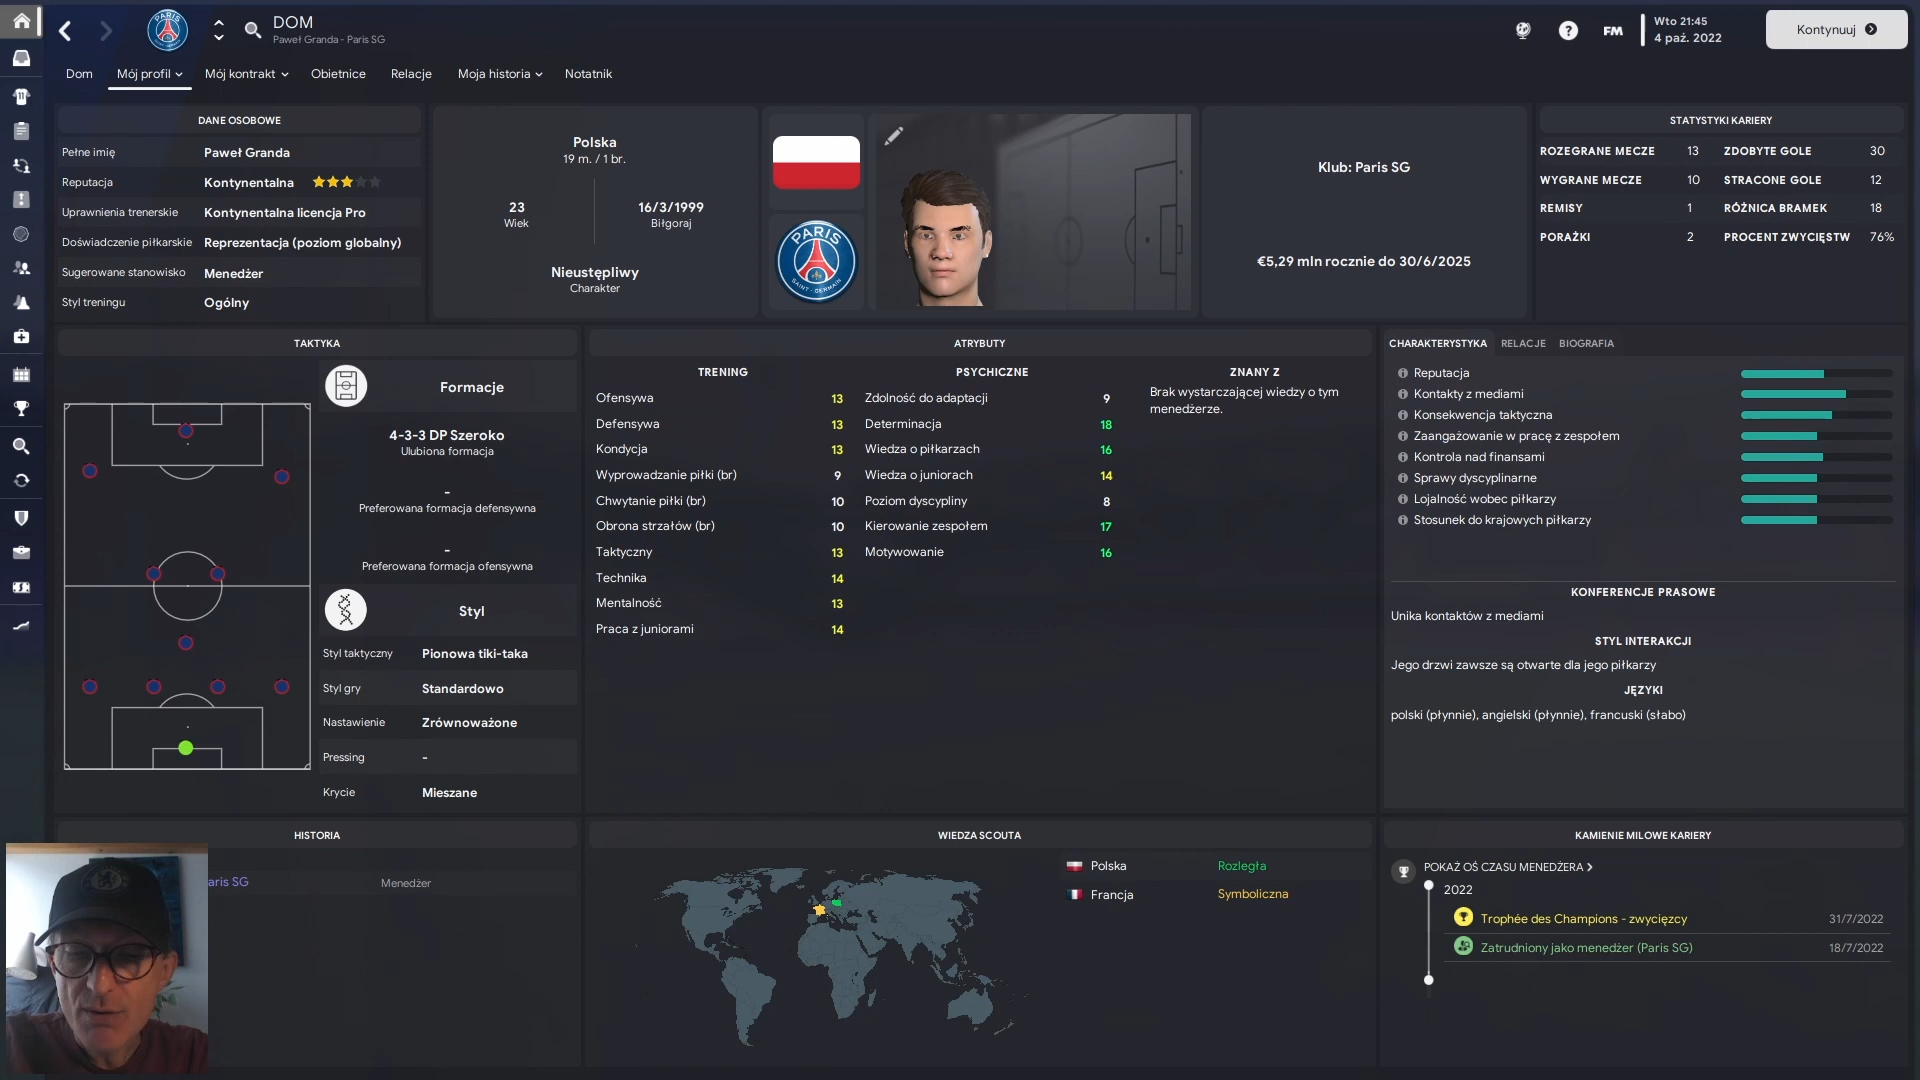 DOM
Paweł Granda - Paris SG
FM
Wto 21:45
4 paź. 2022
Kontynuuj
Dom
Mój profil
Mój kontrakt
Obietnice
Relacje
Moja historia
Notatnik
DANE OSOBOWE
Pełne imię Paweł Granda
Reputacja Kontynentalna
Uprawnienia trenerskie Kontynentalna licencja Pro
Doświadczenie piłkarskie Reprezentacja (poziom globalny)
Sugerowane stanowisko Menedżer
Styl treningu Ogólny
Polska
19 m. / 1 br.
23
Wiek
16/3/1999
Biłgoraj
Nieustępliwy
Charakter
PARIS
SAINT-GERMAIN
Klub: Paris SG
€5,29 mln rocznie do 30/6/2025
STATYSTYKI KARIERY
ROZEGRANE MECZE 13 ZDOBYTE GOLE 30
WYGRANE MECZE 10 STRACONE GOLE 12
REMISY 1 RÓŻNICA BRAMEK 18
PORAŻKI 2 PROCENT ZWYCIĘSTW 76%
TAKTYKA
Formacje
4-3-3 DP Szeroko
Ulubiona formacja
-
Preferowana formacja defensywna
-
Preferowana formacja ofensywna
Styl
Styl taktyczny Pionowa tiki-taka
Styl gry Standardowo
Nastawienie Zrównoważone
Pressing -
Krycie Mieszane
ATRYBUTY
TRENING
Ofensywa 13
Defensywa 13
Kondycja 13
Wyprowadzanie piłki (br) 9
Chwytanie piłki (br) 10
Obrona strzałów (br) 10
Taktyczny 13
Technika 14
Mentalność 13
Praca z juniorami 14
PSYCHICZNE
Zdolność do adaptacji 9
Determinacja 18
Wiedza o piłkarzach 16
Wiedza o juniorach 14
Poziom dyscypliny 8
Kierowanie zespołem 17
Motywowanie 16
ZNANY Z
Brak wystarczającej wiedzy o tym
menedżerze.
CHARAKTERYSTYKA RELACJE BIOGRAFIA
Reputacja
Kontakty z mediami
Konsekwencja taktyczna
Zaangażowanie w pracę z zespołem
Kontrola nad finansami
Sprawy dyscyplinarne
Lojalność wobec piłkarzy
Stosunek do krajowych piłkarzy
KONFERENCJE PRASOWE
Unika kontaktów z mediami
STYL INTERAKCJI
Jego drzwi zawsze są otwarte dla jego piłkarzy
JĘZYKI
polski (płynnie), angielski (płynnie), francuski (słabo)
HISTORIA
aris SG Menedżer
WIEDZA SCOUTA
Polska Rozległa
Francja Symboliczna
KAMIENIE MILOWE KARIERY
POKAŻ OŚ CZASU MENEDŻERA
2022
Trophée des Champions - zwycięzcy 31/7/2022
Zatrudniony jako menedżer (Paris SG) 18/7/2022